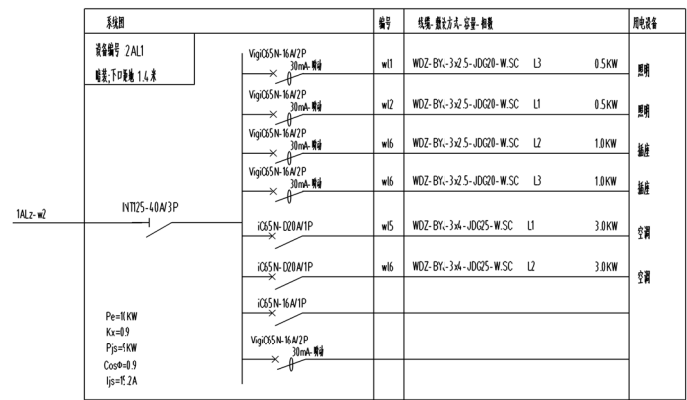 系统图
编号
线缆-敷设方式-容量-相数
用电设备
设备编号 2AL1
暗装;下口距地 1.4 米
VigiC65N-16A/2P
30mA-瞬动
wl1
WDZ-BYJ-3x2.5-JDG20-W.SC L3 0.5KW
照明
VigiC65N-16A/2P
30mA-瞬动
wl2
WDZ-BYJ-3x2.5-JDG20-W.SC L1 0.5KW
照明
VigiC65N-16A/2P
30mA-瞬动
wl6
WDZ-BYJ-3x2.5-JDG20-W.SC L2 1.0KW
插座
VigiC65N-16A/2P
30mA-瞬动
wl6
WDZ-BYJ-3x2.5-JDG20-W.SC L3 1.0KW
插座
1ALz-w2
INT125-40A/3P
iC65N-D20A/1P
wl5
WDZ-BYJ-3x4-JDG25-W.SC L1 3.0KW
空调
iC65N-D20A/1P
wl6
WDZ-BYJ-3x4-JDG25-W.SC L2 3.0KW
空调
iC65N-16A/1P
VigiC65N-16A/2P
30mA-瞬动
Pe=10KW
Kx=0.9
Pjs=9KW
CosΦ=0.9
Ijs=15.2A